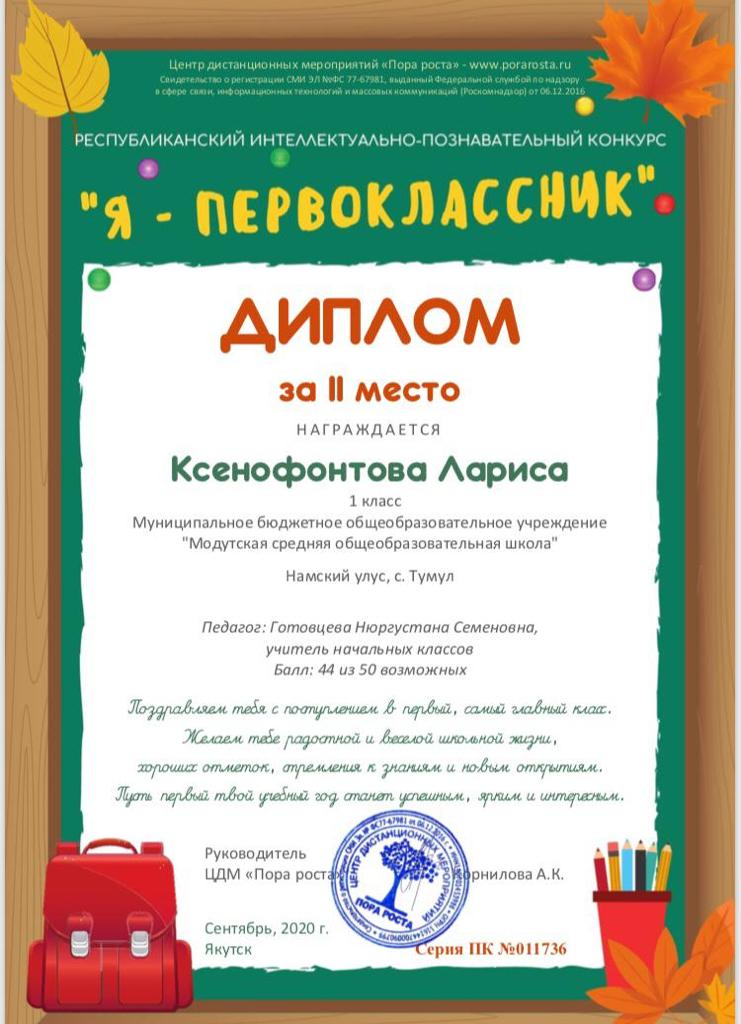 Центр дистанционных мероприятий «Пора роста» - www.porarosta.ru
Свидетельство о регистрации СМИ ЭЛ №ФС 77-67981, выданный Федеральной службой по надзору
в сфере связи, информационных технологий и массовых коммуникаций (Роскомнадзор) от 06.12.2016
РЕСПУБЛИКАНСКИЙ ИНТЕЛЛЕКТУАЛЬНО-ПОЗНАВАТЕЛЬНЫЙ КОНКУРС
"Я - ПЕРВОКЛАССНИК"
ДИПЛОМ
за II место
НАГРАЖДАЕТСЯ
Ксенофонтова Лариса
1 класс
Муниципальное бюджетное общеобразовательное учреждение
"Модутская средняя общеобразовательная школа"
Намский улус, с. Тумул
Педагог: Готовцева Нюргустана Семеновна,
учитель начальных классов
Балл: 44 из 50 возможных
Поздравляем тебя с поступлением в первый, самый главный класс.
Желаем тебе радостной и веселой школьной жизни,
хороших отметок, стремления к знаниям и новым открытиям.
Пусть первый твой учебный год станет успешным, ярким и интересным.
Руководитель
ЦДМ «Пора роста» Корнилова А.К.
ЦЕНТР ДИСТАНЦИОННЫХ МЕРОПРИЯТИЙ
ПОРА РОСТА
Сентябрь, 2020 г.
Якутск
Серия ПК №011736